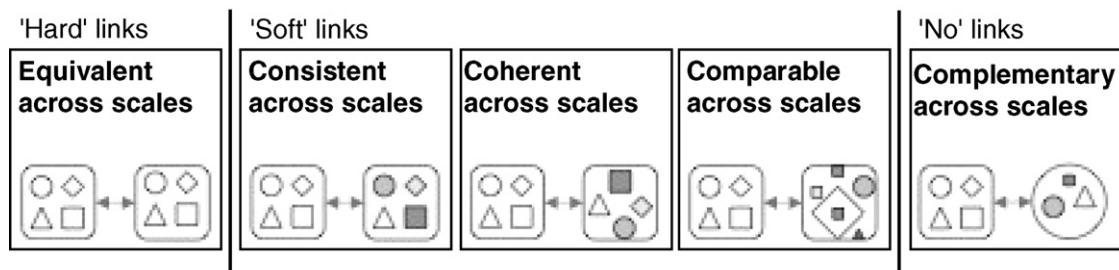 'Hard' links
'Soft' links
'No' links
Equivalent
across scales
Consistent
across scales
Coherent
across scales
Comparable
across scales
Complementary
across scales